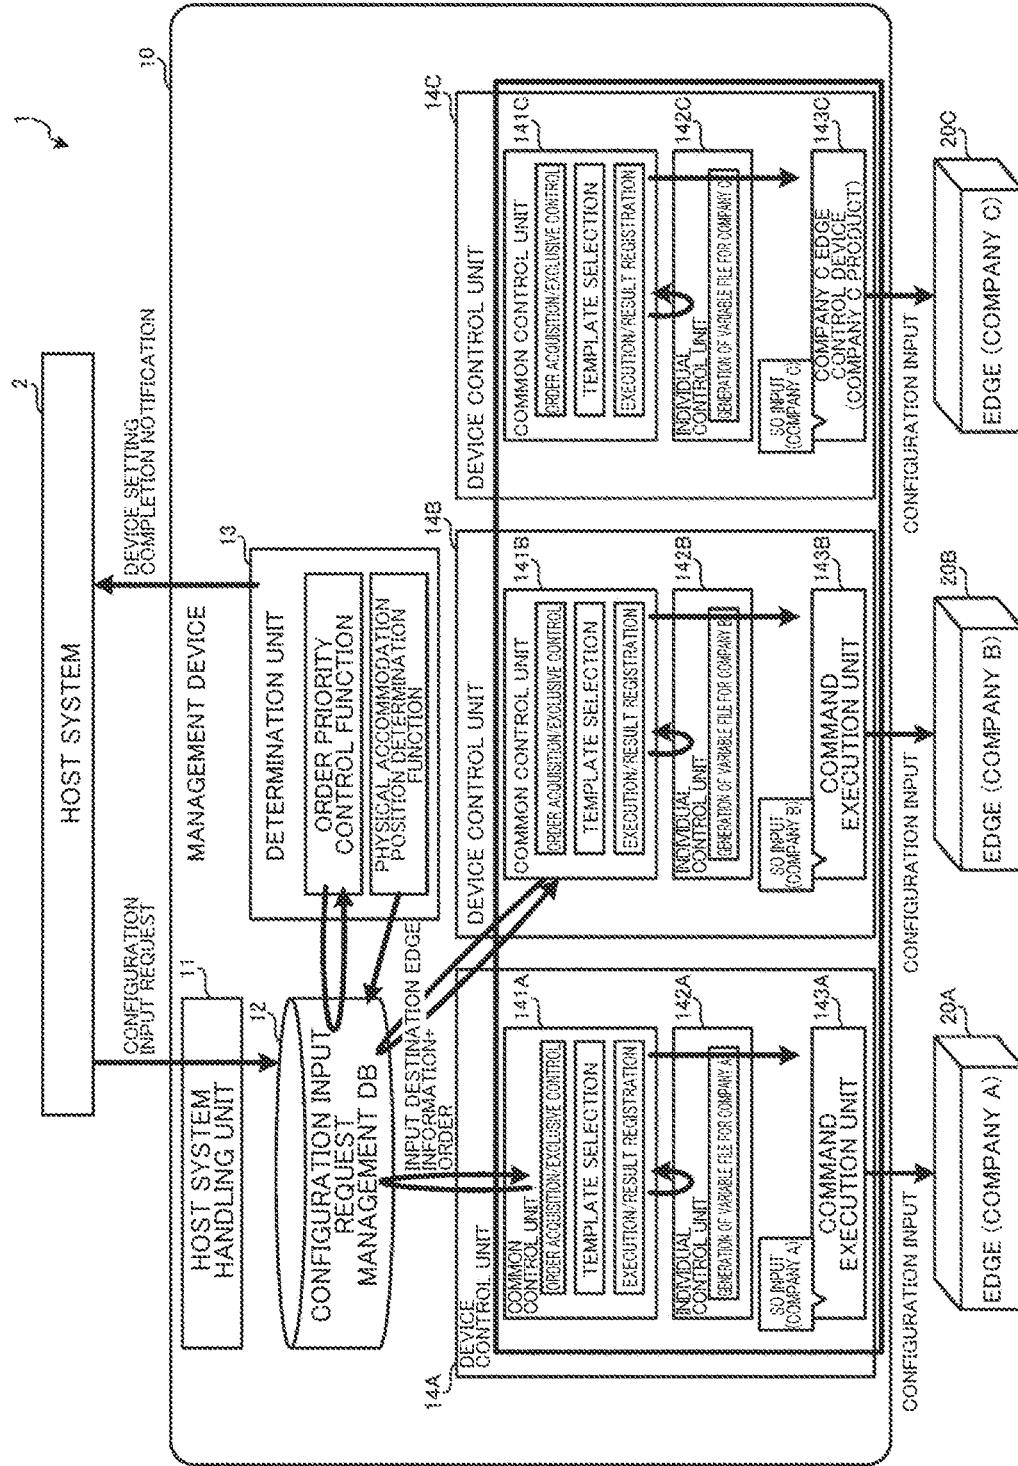 1
2
HOST SYSTEM
CONFIGURATION
INPUT REQUEST
DEVICE SETTING
COMPLETION NOTIFICATION
10
MANAGEMENT DEVICE
11
HOST SYSTEM
HANDLING UNIT
12
CONFIGURATION INPUT
REQUEST
MANAGEMENT DB
13
DETERMINATION UNIT
ORDER PRIORITY
CONTROL FUNCTION
PHYSICAL ACCOMMODATION
POSITION DETERMINATION
FUNCTION
INPUT DESTINATION EDGE
INFORMATION+
ORDER
14A
DEVICE
CONTROL UNIT
141A
COMMON
CONTROL UNIT
ORDER ACQUISITION/EXCLUSIVE CONTROL
TEMPLATE SELECTION
EXECUTION/RESULT REGISTRATION
142A
INDIVIDUAL
CONTROL UNIT
GENERATION OF VARIABLE FILE FOR COMPANY A
SO INPUT
(COMPANY A)
143A
COMMAND
EXECUTION UNIT
CONFIGURATION INPUT
20A
EDGE (COMPANY A)
14B
DEVICE CONTROL UNIT
141B
COMMON CONTROL UNIT
ORDER ACQUISITION/EXCLUSIVE CONTROL
TEMPLATE SELECTION
EXECUTION/RESULT REGISTRATION
142B
INDIVIDUAL
CONTROL UNIT
GENERATION OF VARIABLE FILE FOR COMPANY B
SO INPUT
(COMPANY B)
143B
COMMAND
EXECUTION UNIT
CONFIGURATION INPUT
20B
EDGE (COMPANY B)
14C
DEVICE CONTROL UNIT
141C
COMMON CONTROL UNIT
ORDER ACQUISITION/EXCLUSIVE CONTROL
TEMPLATE SELECTION
EXECUTION/RESULT REGISTRATION
142C
INDIVIDUAL
CONTROL UNIT
GENERATION OF VARIABLE FILE FOR COMPANY C
SO INPUT
(COMPANY C)
143C
COMPANY C EDGE
CONTROL DEVICE
(COMPANY C PRODUCT)
CONFIGURATION INPUT
20C
EDGE (COMPANY C)